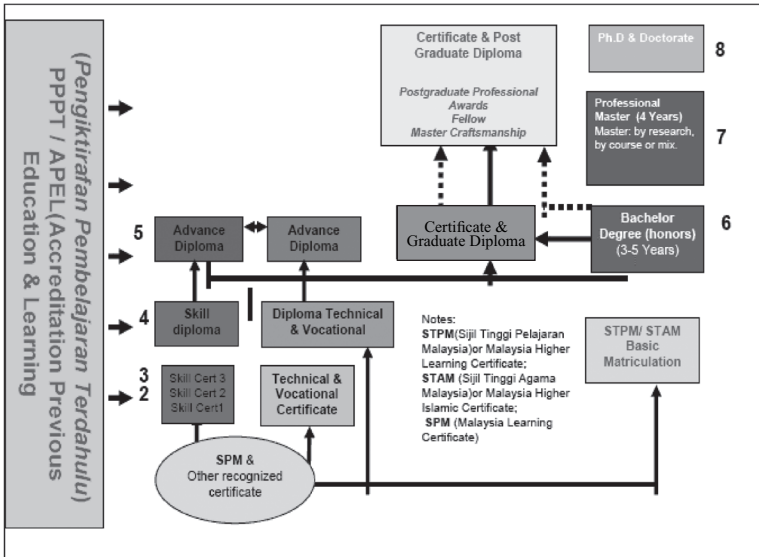 (Pengiktirafan Pembelajaran Terdahulu)
PPPT / APEL(Accreditation Previous
Education & Learning
Certificate & Post
Graduate Diploma
Postgraduate Professional
Awards
Fellow
Master Craftsmanship
Ph.D & Doctorate
8
Professional
Master (4 Years)
Master: by research,
by course or mix.
7
5
Advance
Diploma
Advance
Diploma
Certificate &
Graduate Diploma
Bachelor
Degree (honors)
(3-5 Years)
6
4
Skill
diploma
Diploma Technical
& Vocational
Notes:
STPM(Sijil Tinggi Pelajaran
Malaysia)or Malaysia Higher
Learning Certificate;
STAM (Sijil Tinggi Agama
Malaysia)or Malaysia Higher
Islamic Certificate;
SPM (Malaysia Learning
Certificate)
STPM/ STAM
Basic
Matriculation
3
2
Skill Cert 3
Skill Cert 2
Skill Cert1
Technical &
Vocational
Certificate
SPM &
Other recognized
certificate